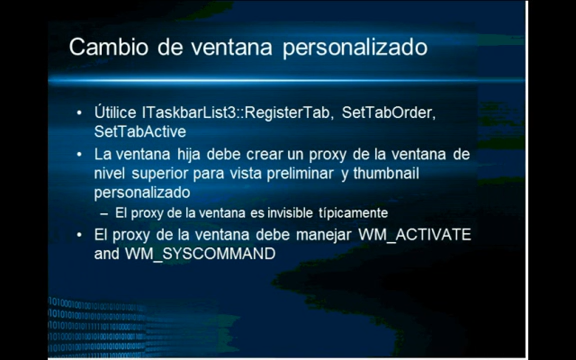 Cambio de ventana personalizado
• Útilice ITaskbarList3::RegisterTab, SetTabOrder,
SetTabActive
• La ventana hija debe crear un proxy de la ventana de
nivel superior para vista preliminar y thumbnail
personalizado
– El proxy de la ventana es invisible típicamente
• El proxy de la ventana debe manejar WM_ACTIVATE
and WM_SYSCOMMAND